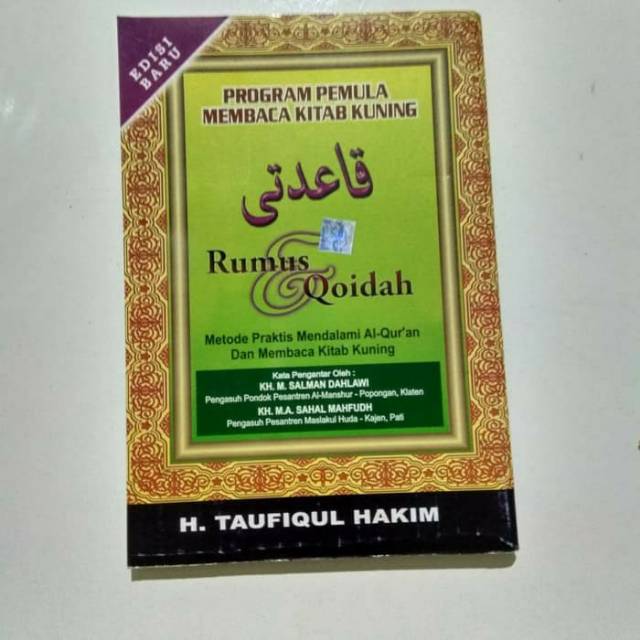 EDISI
BARU
PROGRAM PEMULA
MEMBACA KITAB KUNING
قاعدتي
Rumus
&
Qoidah
Metode Praktis Mendalami Al-Qur'an
Dan Membaca Kitab Kuning
Kata Pengantar Oleh :
KH. M. SALMAN DAHLAWI
Pengasuh Pondok Pesantren Al-Manshur - Popongan, Klaten
KH. M.A. SAHAL MAHFUDH
Pengasuh Pesantren Maslakul Huda - Kajen, Pati
H. TAUFIQUL HAKIM